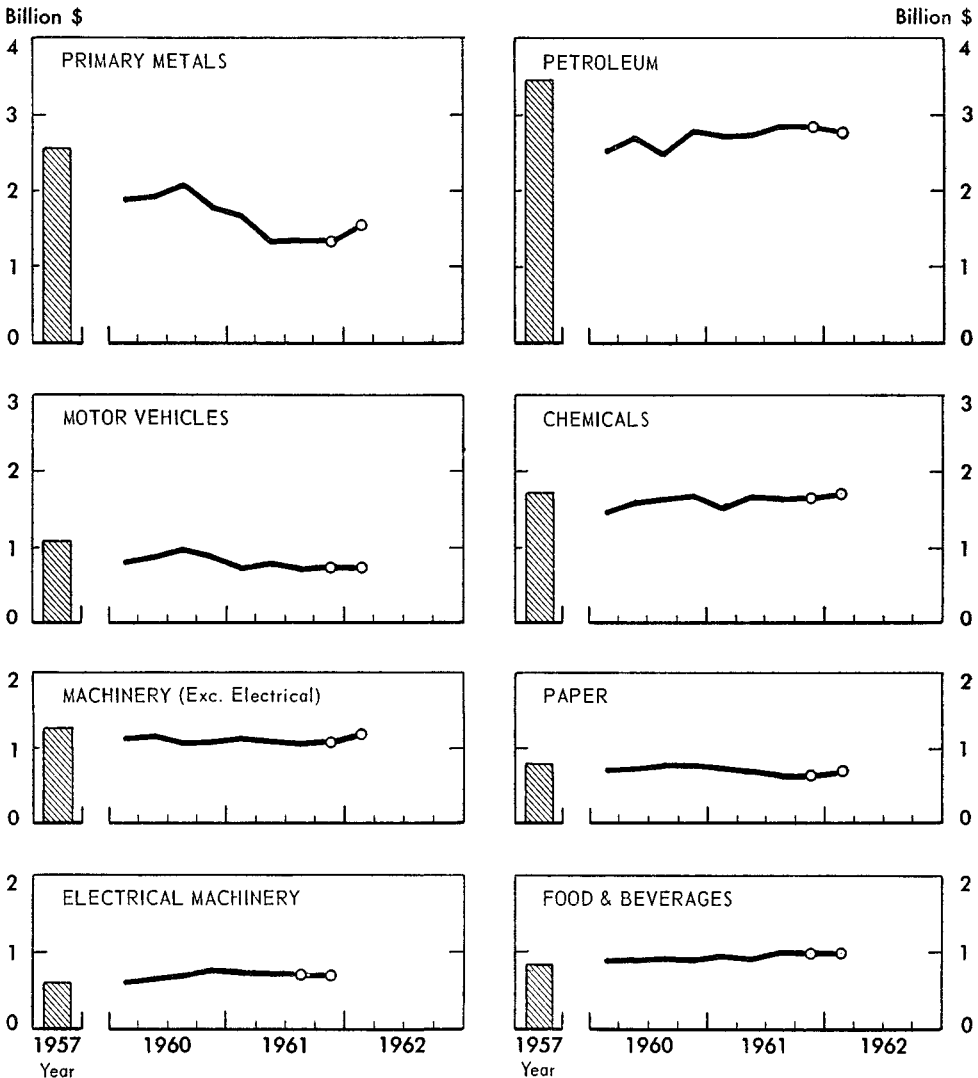 Billion $
Billion $
4
3
2
1
0
PRIMARY METALS
PETROLEUM
4
3
2
1
0
3
2
1
0
MOTOR VEHICLES
CHEMICALS
3
2
1
0
2
1
0
MACHINERY (Exc. Electrical)
PAPER
2
1
0
2
1
0
ELECTRICAL MACHINERY
FOOD & BEVERAGES
2
1
0
1957 1960 1961 1962
Year
1957 1960 1961 1962
Year